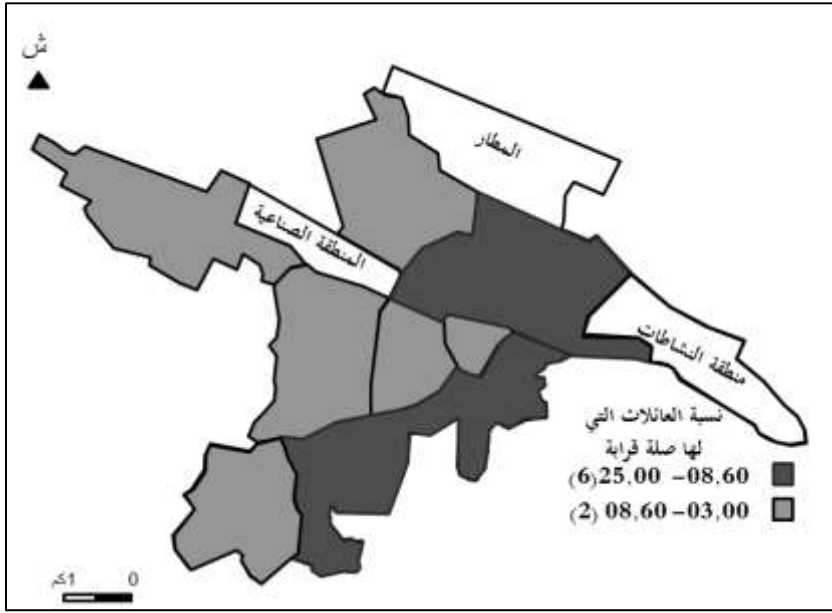 ش
المطار
المنطقة الصناعية
منطقة النشاطات
نسبة العائلات التي
لها صلة قرابة
08,60– 25,00(6)
03,00–08,60 (2)
0 1كم